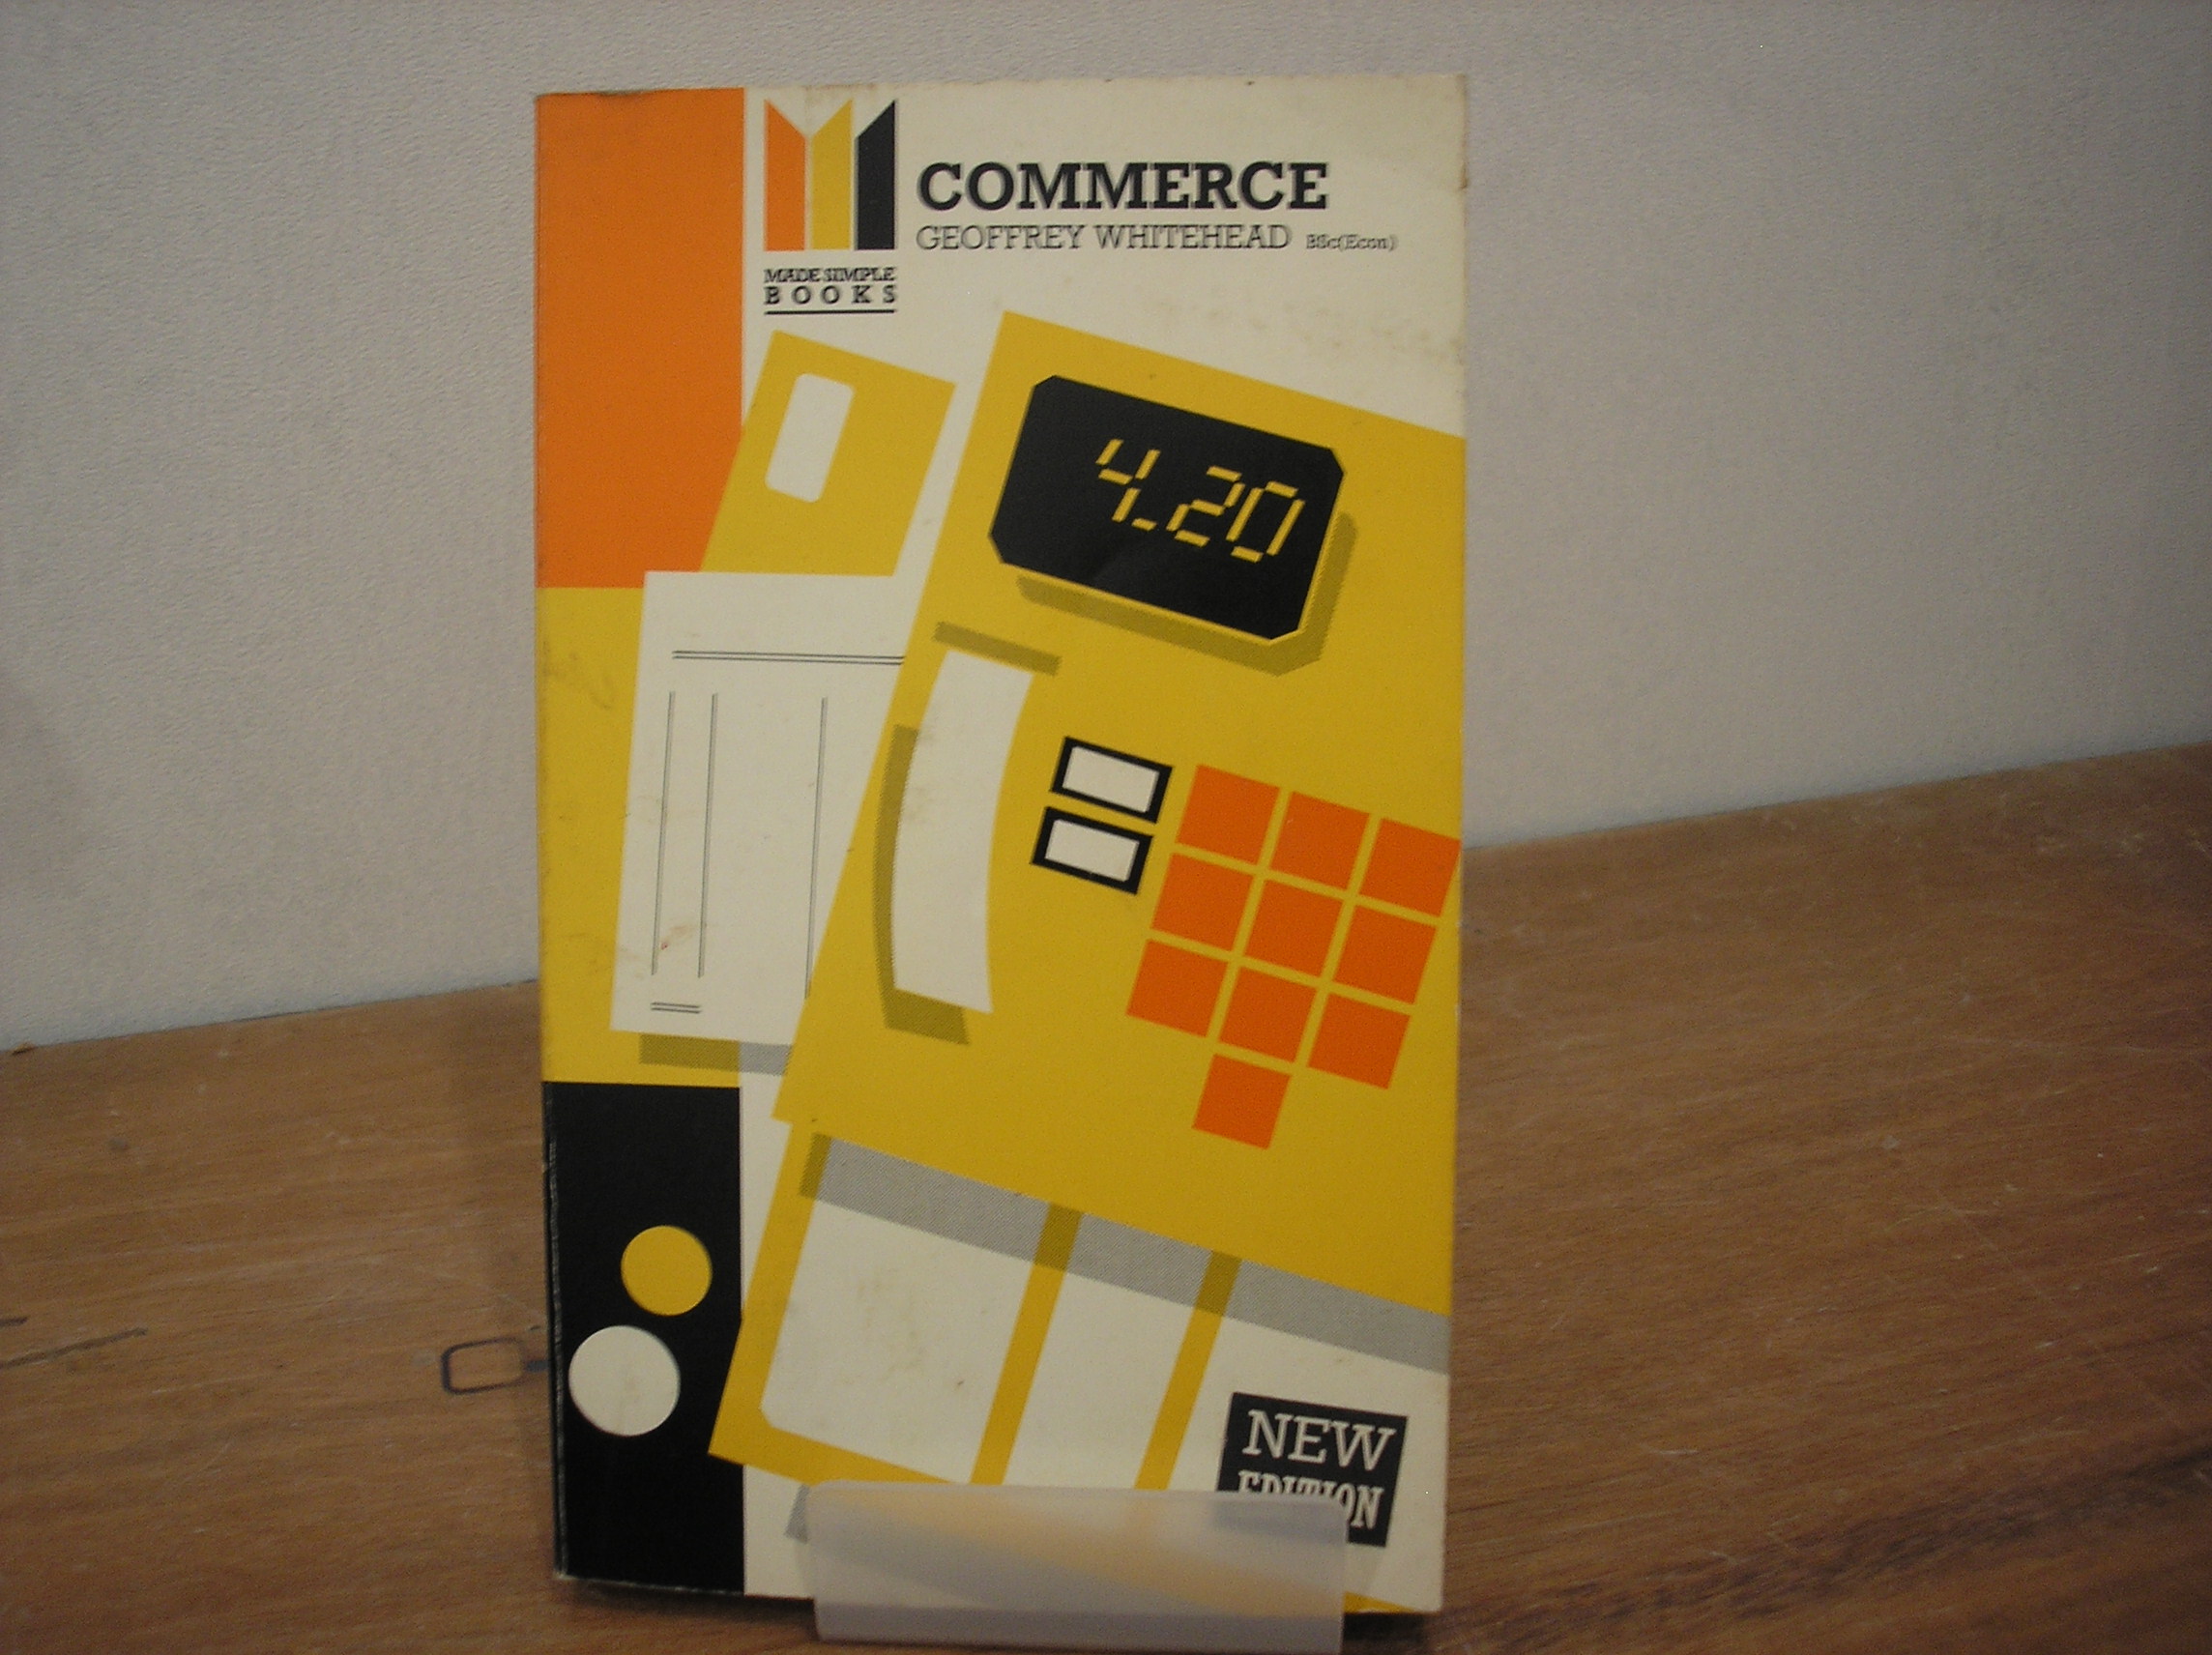 COMMERCE
GEOFFREY WHITEHEAD BSc(Econ)
MADE SIMPLE
BOOKS
4.20
NEW
EDITION